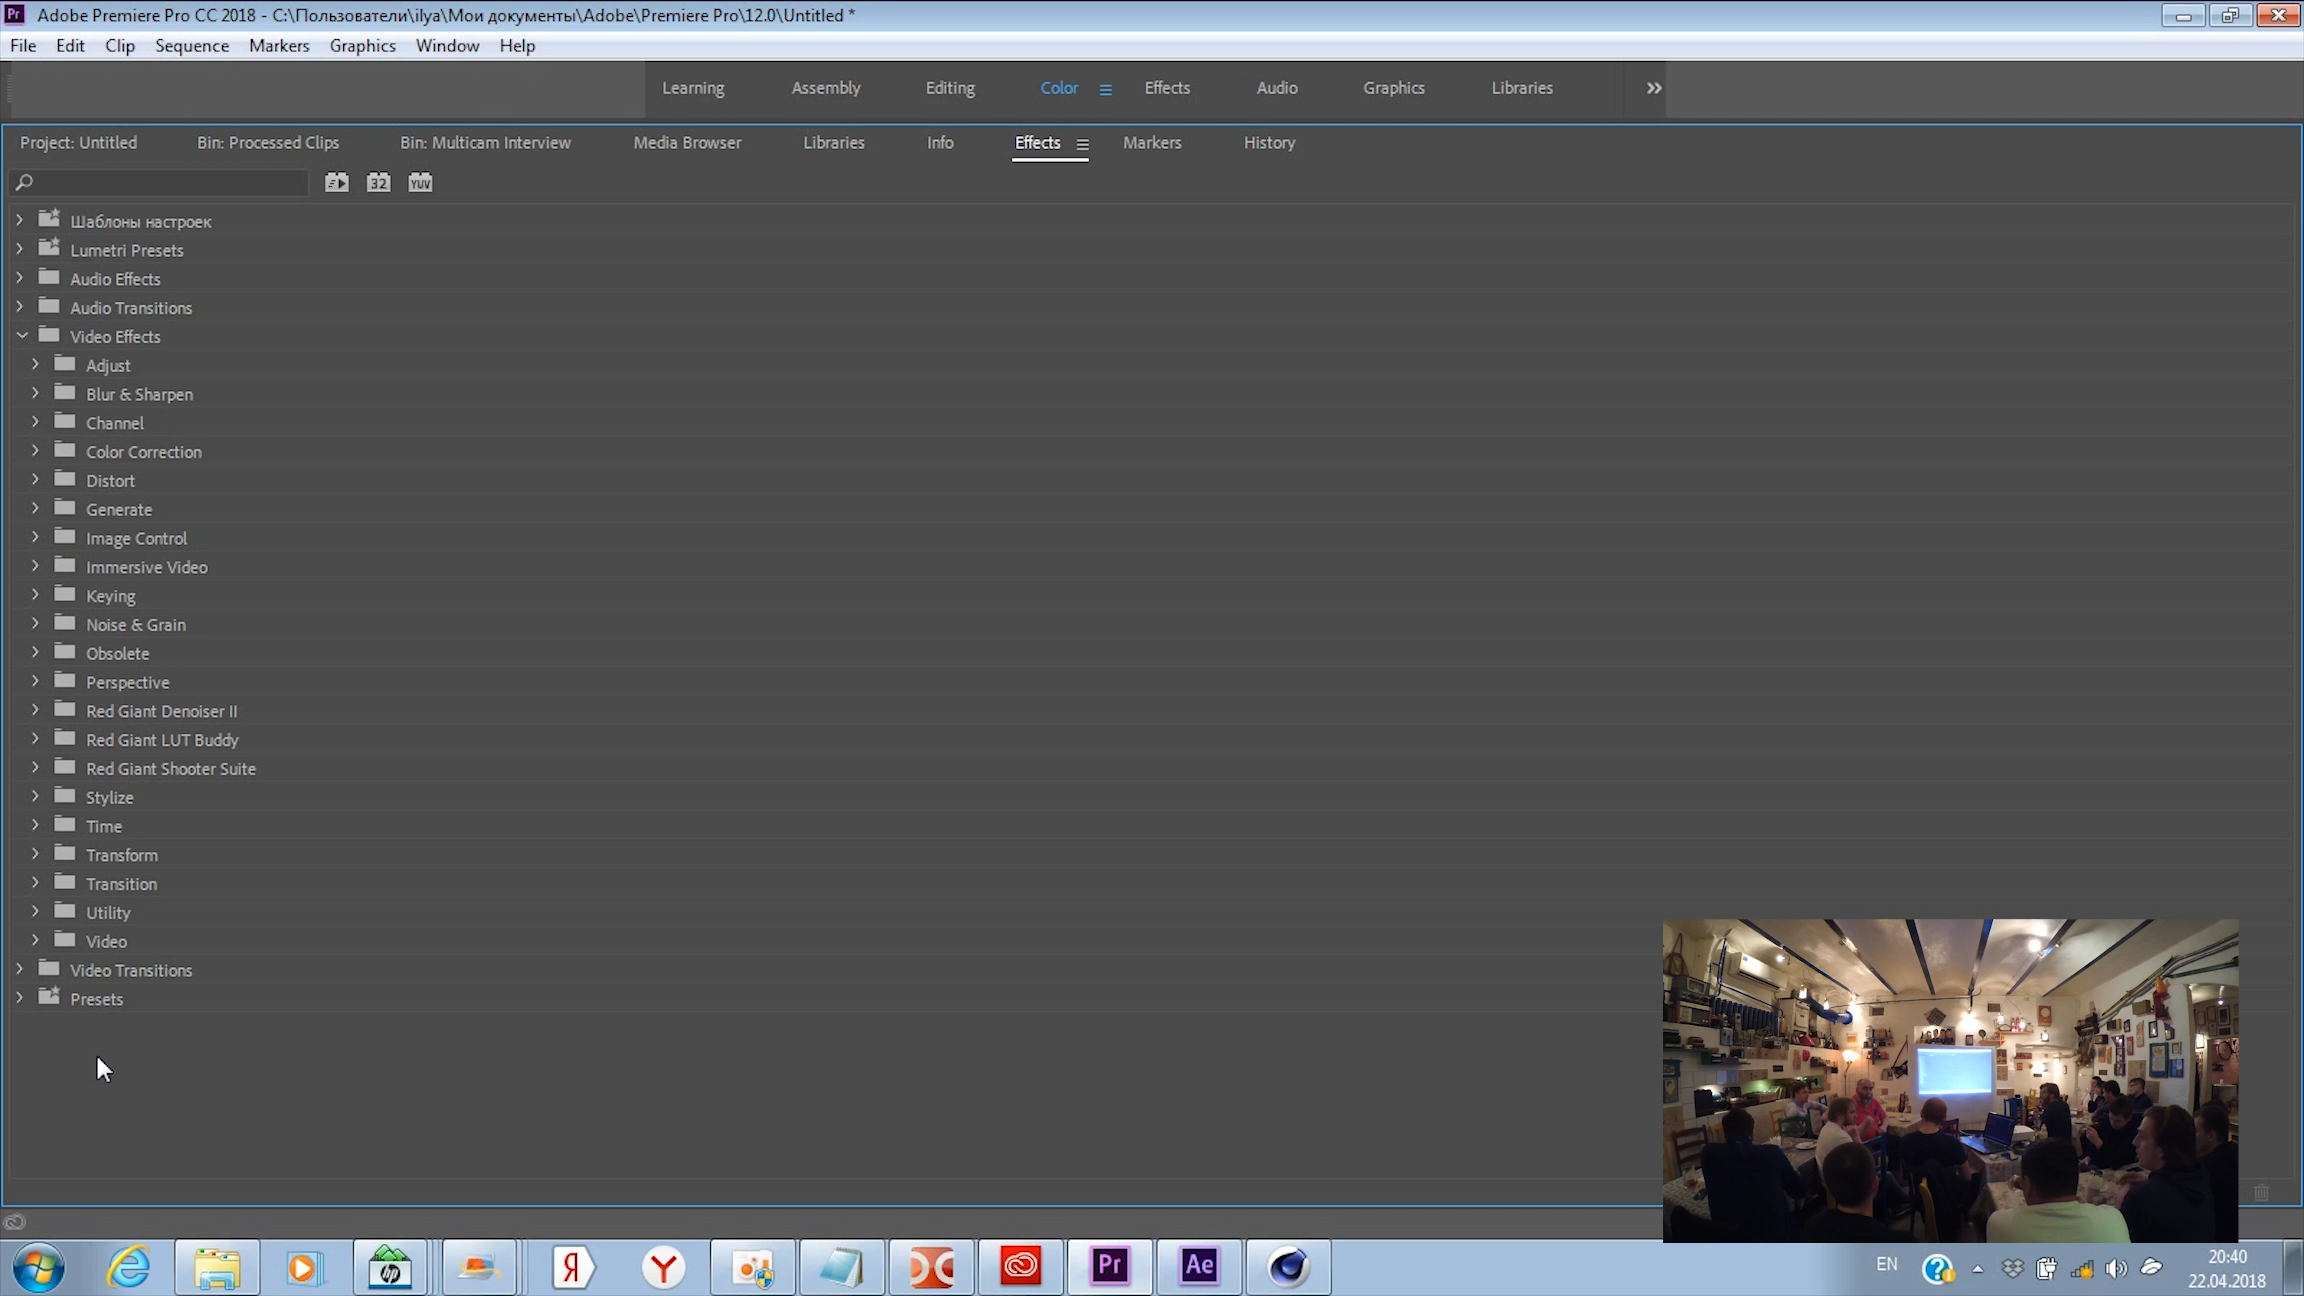 Pr Adobe Premiere Pro CC 2018 - C:\Пользователи\ilya\Мои документы\Adobe\Premiere Pro\12.0\Untitled *
File Edit Clip Sequence Markers Graphics Window Help
Learning Assembly Editing Color Effects Audio Graphics Libraries
Project: Untitled Bin: Processed Clips Bin: Multicam Interview Media Browser Libraries Info Effects Markers History
32 YUV
Шаблоны настроек
Lumetri Presets
Audio Effects
Audio Transitions
Video Effects
Adjust
Blur & Sharpen
Channel
Color Correction
Distort
Generate
Image Control
Immersive Video
Keying
Noise & Grain
Obsolete
Perspective
Red Giant Denoiser II
Red Giant LUT Buddy
Red Giant Shooter Suite
Stylize
Time
Transform
Transition
Utility
Video
Video Transitions
Presets
hp Я Y Pr Ae EN 20:40
22.04.2018